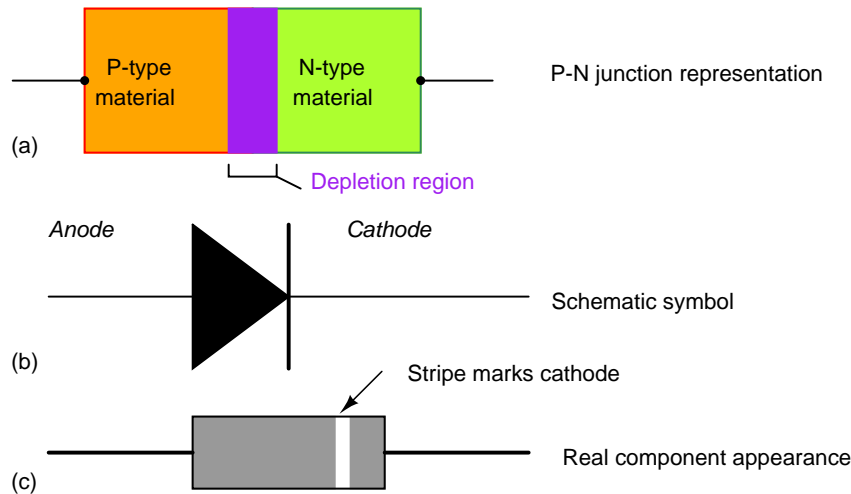 P-type
material
N-type
material
P-N junction representation
(a)
Depletion region
Anode
Cathode
Schematic symbol
(b)
Stripe marks cathode
Real component appearance
(c)